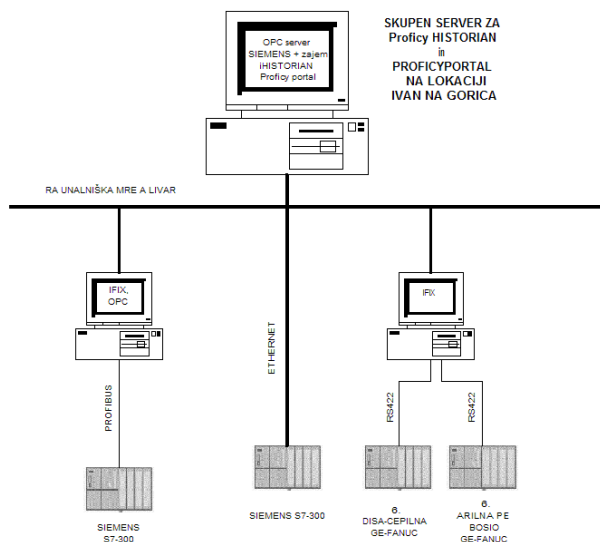 SKUPEN SERVER ZA
Proficy HISTORIAN
in
PROFICYPORTAL
NA LOKACIJI
IVAN NA GORICA
OPC server
SIEMENS + zajem
iHISTORIAN
Proficy portal
RA UNALNIŠKA MRE A LIVAR
IFIX,
OPC
IFIX
PROFIBUS
ETHERNET
RS422
RS422
SIEMENS
S7-300
SIEMENS S7-300
6.
DISA-CEPILNA
GE-FANUC
6.
ARILNA PE
BOSIO
GE-FANUC